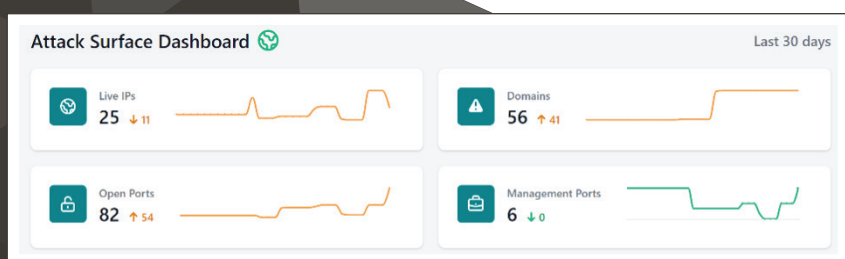 Attack Surface Dashboard
Last 30 days
Live IPs
25 ↓ 11
Domains
56 ↑ 41
Open Ports
82 ↑ 54
Management Ports
6 ↓ 0